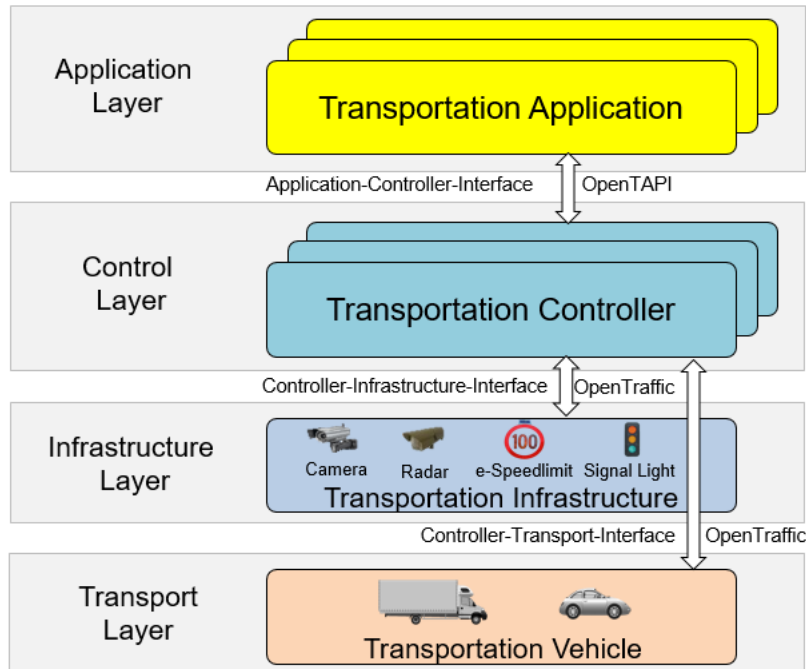 Application
Layer
Transportation Application
Application-Controller-Interface OpenTAPI
Control
Layer
Transportation Controller
Controller-Infrastructure-Interface OpenTraffic
Infrastructure
Layer
100
Camera Radar e-Speedlimit Signal Light
Transportation Infrastructure
Controller-Transport-Interface OpenTraffic
Transport
Layer
Transportation Vehicle